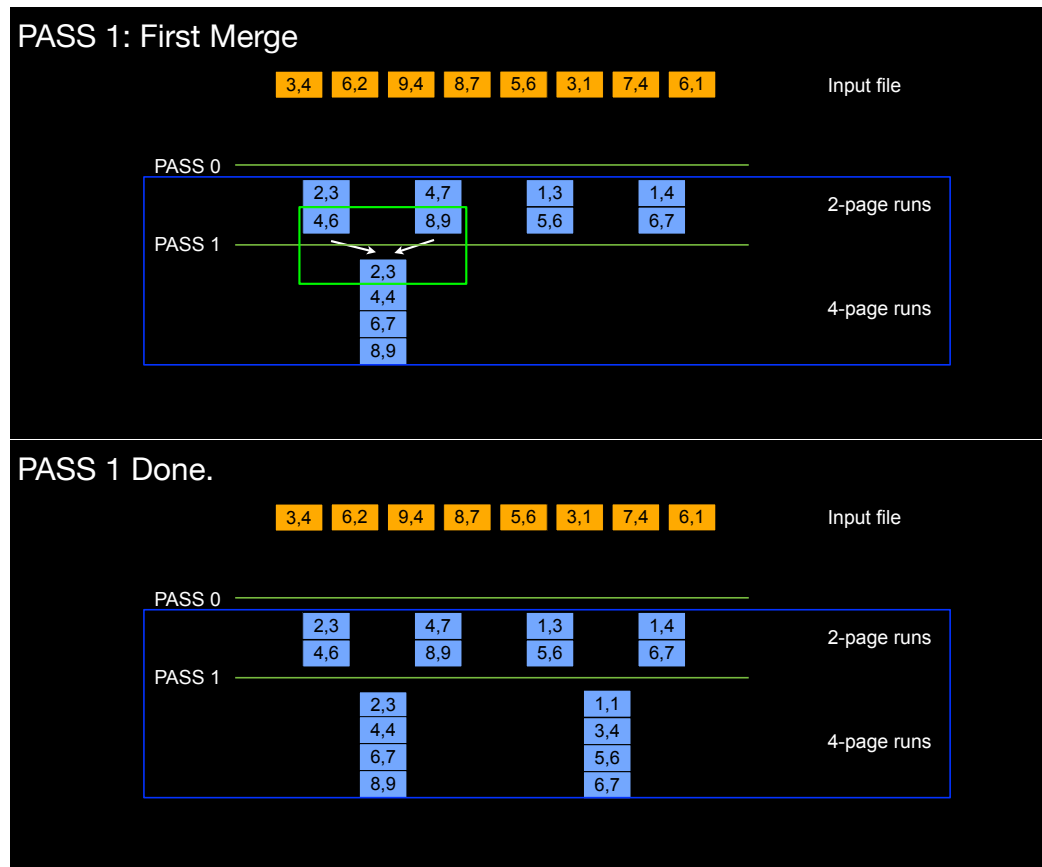 PASS 1: First Merge
3,4 6,2 9,4 8,7 5,6 3,1 7,4 6,1 Input file
PASS 0
2,3 4,7 1,3 1,4
2-page runs
4,6 8,9 5,6 6,7
PASS 1
2,3
4,4
4-page runs
6,7
8,9
PASS 1 Done.
3,4 6,2 9,4 8,7 5,6 3,1 7,4 6,1 Input file
PASS 0
2,3 4,7 1,3 1,4
2-page runs
4,6 8,9 5,6 6,7
PASS 1
2,3 1,1
4,4 3,4
4-page runs
6,7 5,6
8,9 6,7